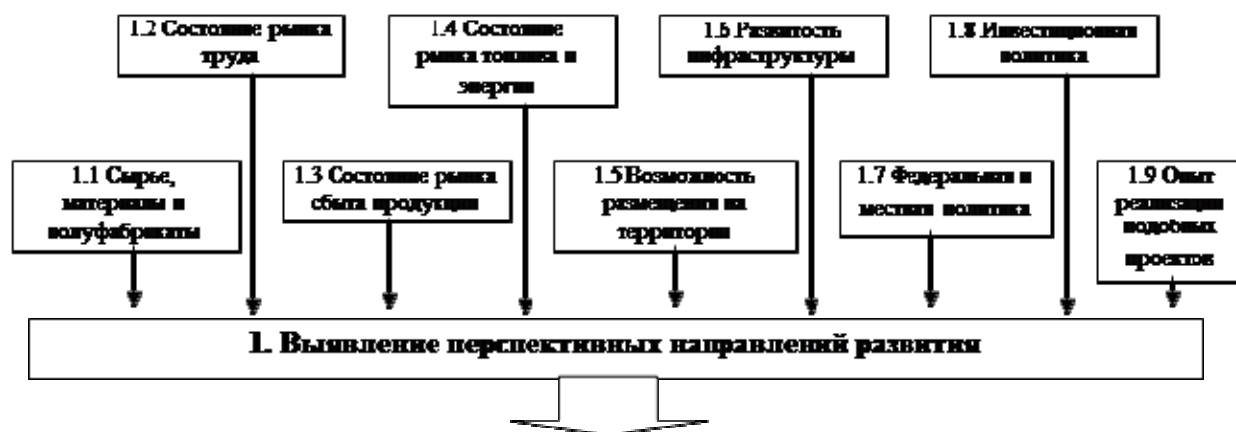 1.2 Состояние рынка
труда
1.4 Состояние
рынка топлива и
энергии
1.6 Развитость
инфраструктуры
1.8 Инвестиционная
политика
1.1 Сырье,
материалы и
полуфабрикаты
1.3 Состояние рынка
сбыта продукции
1.5 Возможность
размещения на
территории
1.7 Федеральная и
местная политика
1.9 Опыт
реализации
подобных
проектов
1. Выявление перспективных направлений развития